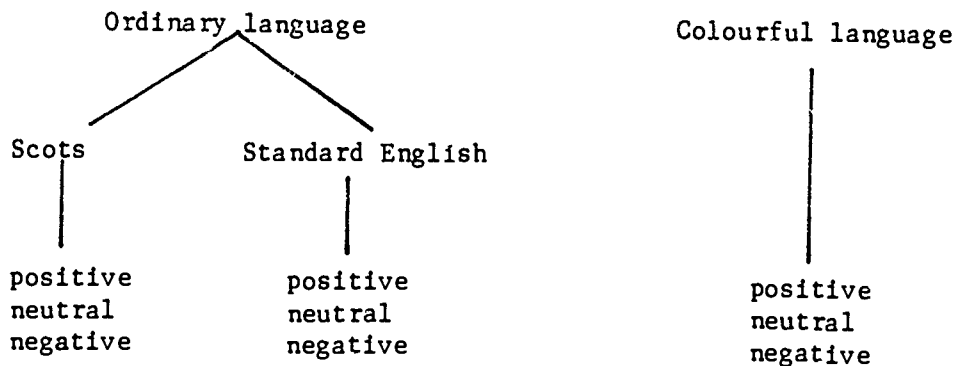 Ordinary language
Colourful language
Scots
Standard English
positive
neutral
negative
positive
neutral
negative
positive
neutral
negative